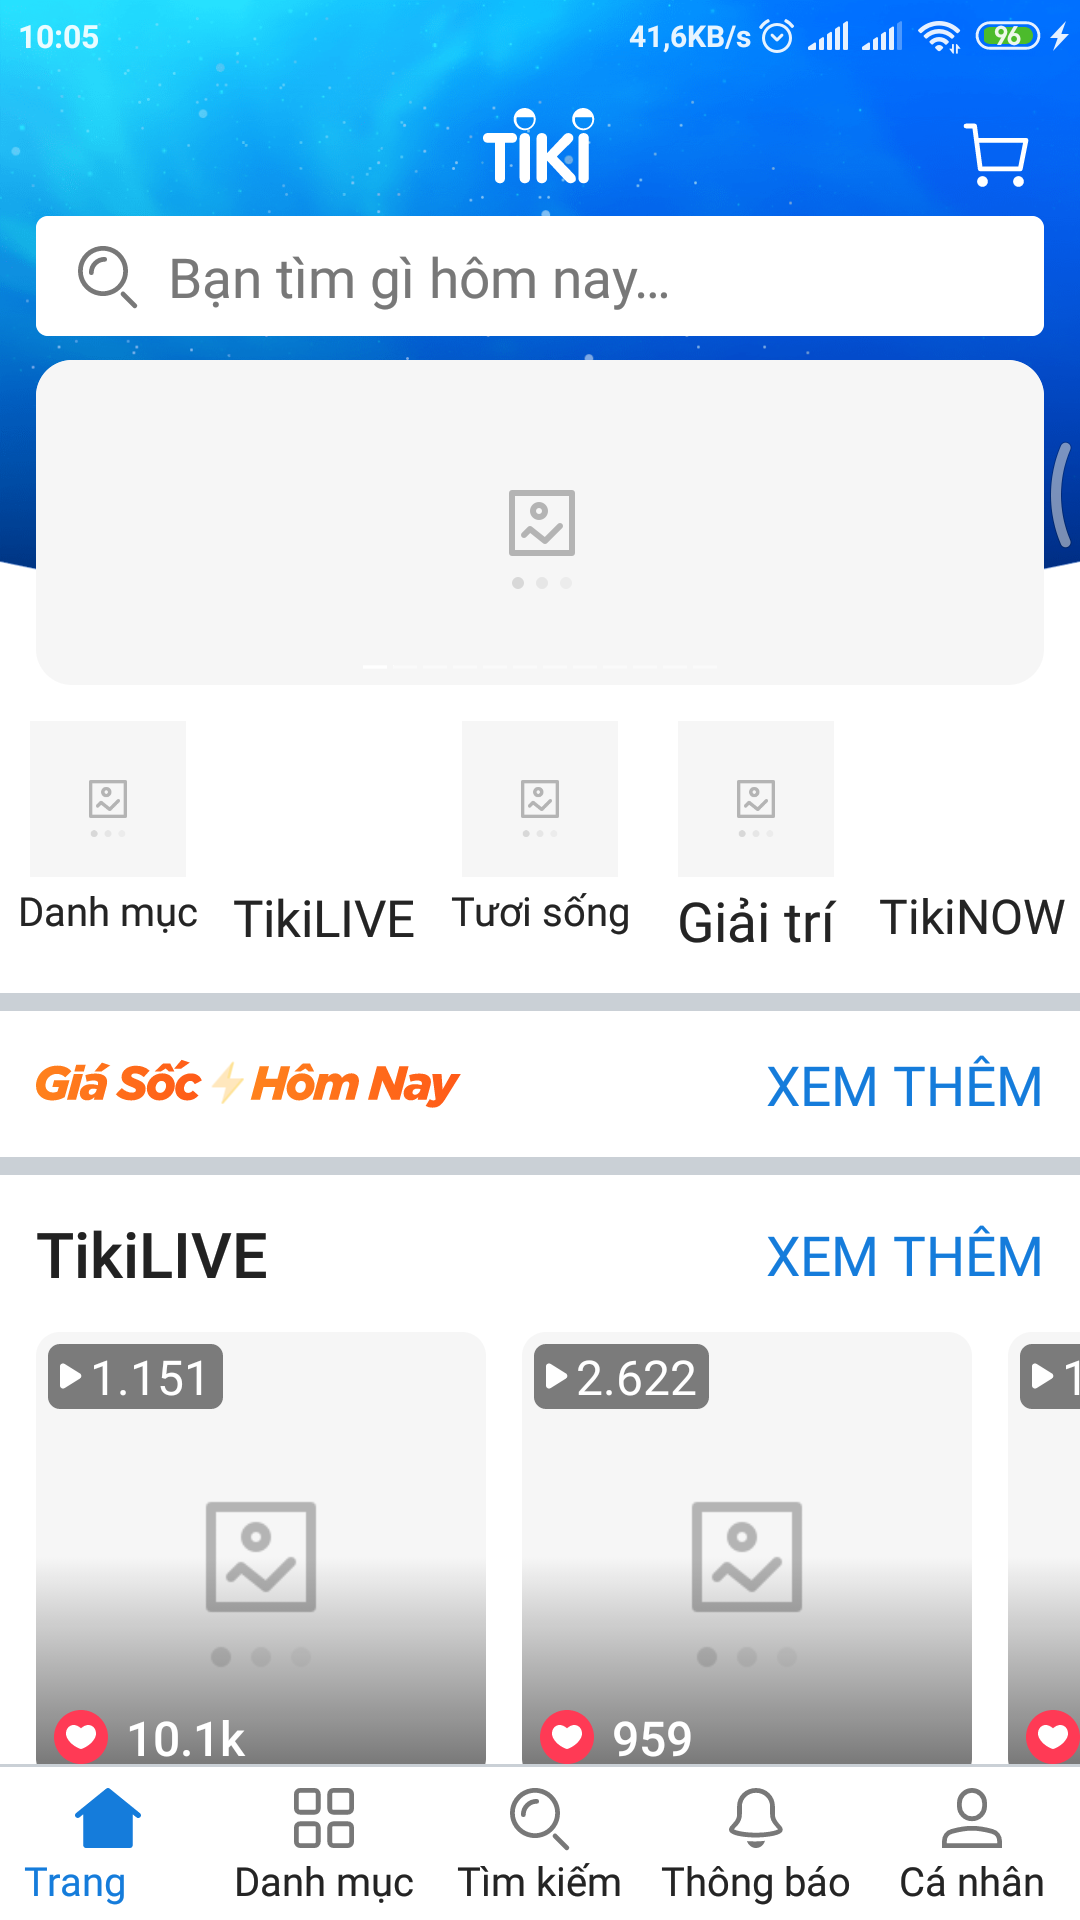 10:05 41,6KB/s 96
TIKI
Bạn tìm gì hôm nay...
Danh mục TikiLIVE Tươi sống Giải trí TikiNOW
Giá Sốc Hôm Nay XEM THÊM
TikiLIVE XEM THÊM
1.151 2.622 1
10.1k 959
Trang Danh mục Tìm kiếm Thông báo Cá nhân